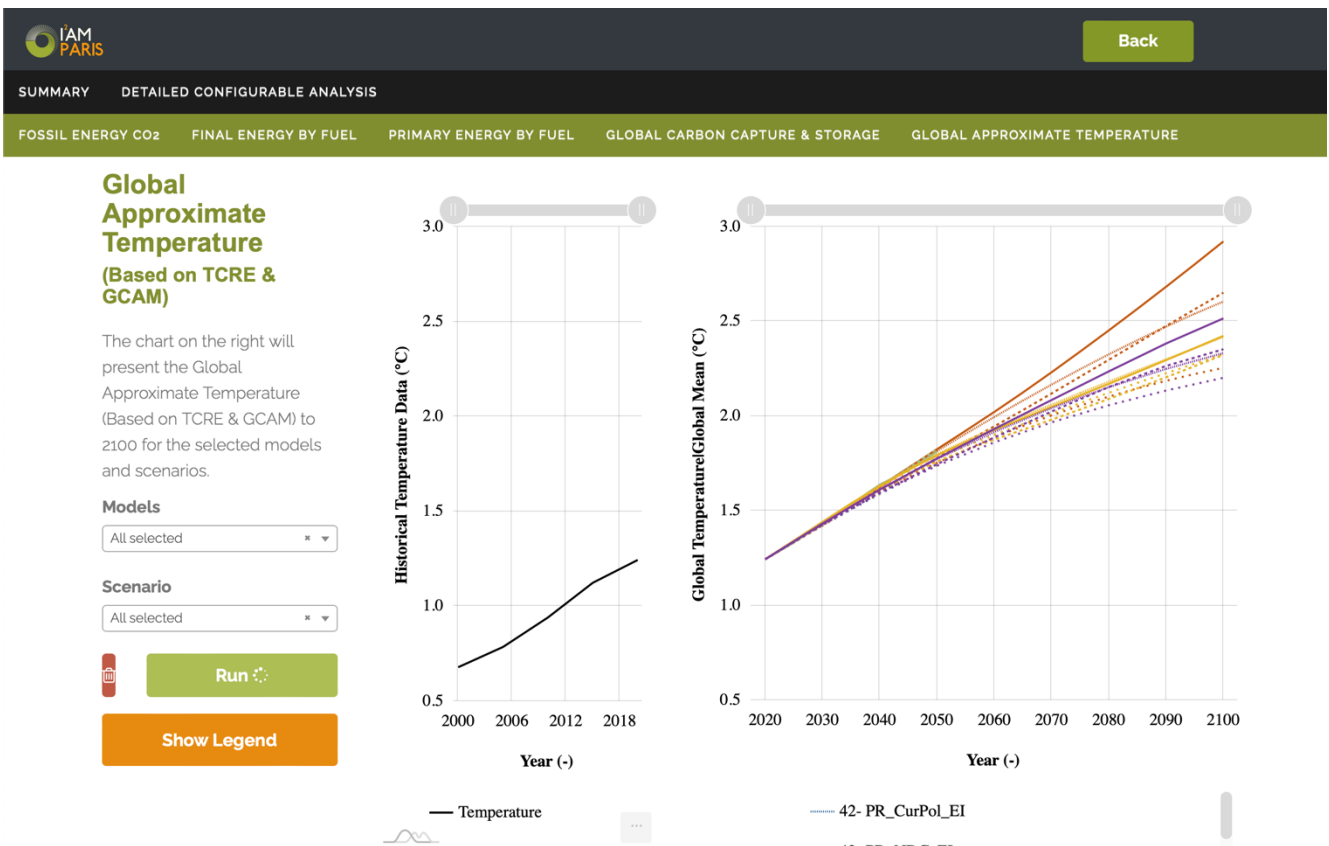 I²AM
PARIS
Back
SUMMARY DETAILED CONFIGURABLE ANALYSIS
FOSSIL ENERGY CO2 FINAL ENERGY BY FUEL PRIMARY ENERGY BY FUEL GLOBAL CARBON CAPTURE & STORAGE GLOBAL APPROXIMATE TEMPERATURE
Global
Approximate
Temperature
(Based on TCRE &
GCAM)
The chart on the right will
present the Global
Approximate Temperature
(Based on TCRE & GCAM) to
2100 for the selected models
and scenarios.
Models
All selected
Scenario
All selected
Run
Show Legend
Historical Temperature Data (°C)
3.0
2.5
2.0
1.5
1.0
0.5
2000 2006 2012 2018
Year (-)
Temperature
Global Temperature|Global Mean (°C)
3.0
2.5
2.0
1.5
1.0
0.5
2020 2030 2040 2050 2060 2070 2080 2090 2100
Year (-)
42- PR_CurPol_EI